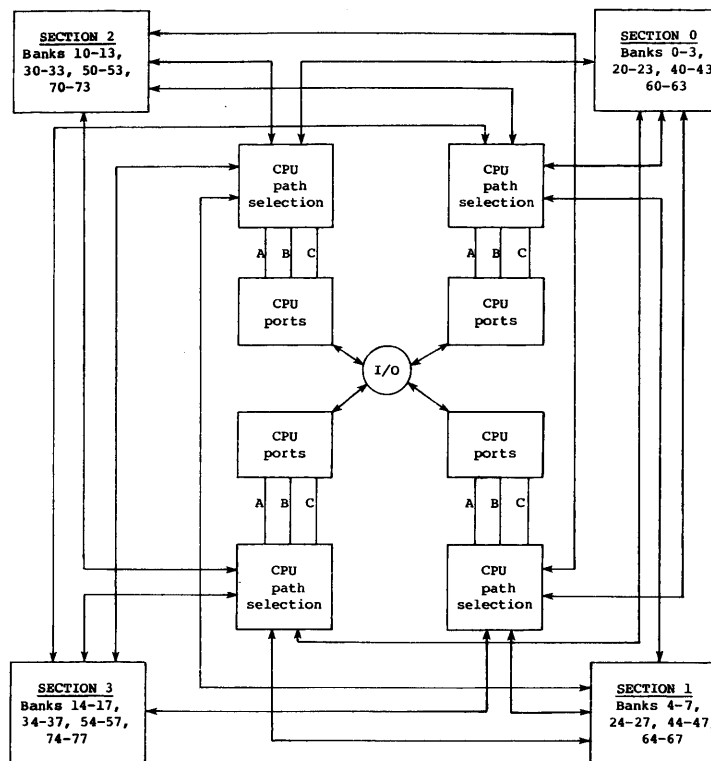 SECTION 2
Banks 10-13,
30-33, 50-53,
70-73
SECTION 0
Banks 0-3,
20-23, 40-43
60-63
CPU
path
selection
CPU
path
selection
A B C
A B C
CPU
ports
CPU
ports
I/O
CPU
ports
CPU
ports
A B C
A B C
CPU
path
selection
CPU
path
selection
SECTION 3
Banks 14-17,
34-37, 54-57,
74-77
SECTION 1
Banks 4-7,
24-27, 44-47,
64-67